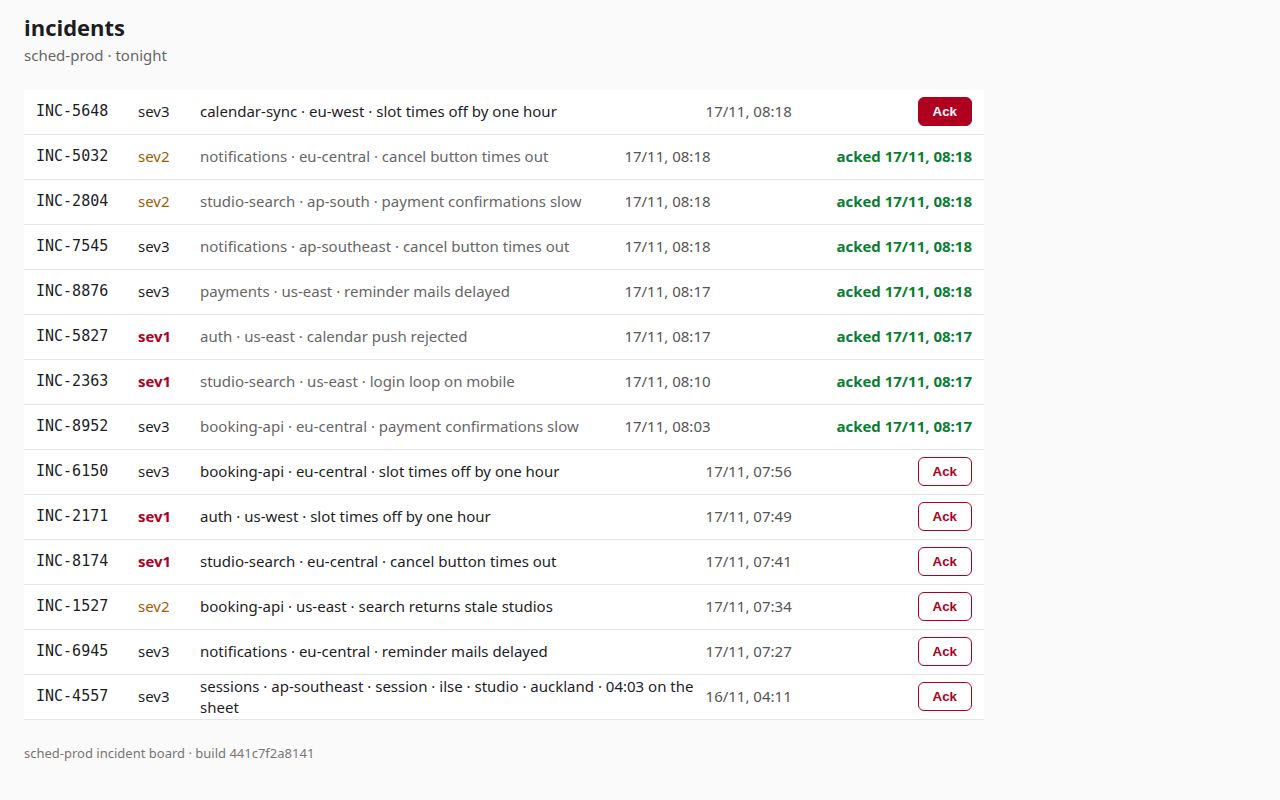 incidents
sched-prod · tonight
INC-5648 sev3 calendar-sync · eu-west · slot times off by one hour 17/11, 08:18 Ack
INC-5032 sev2 notifications · eu-central · cancel button times out 17/11, 08:18 acked 17/11, 08:18
INC-2804 sev2 studio-search · ap-south · payment confirmations slow 17/11, 08:18 acked 17/11, 08:18
INC-7545 sev3 notifications · ap-southeast · cancel button times out 17/11, 08:18 acked 17/11, 08:18
INC-8876 sev3 payments · us-east · reminder mails delayed 17/11, 08:17 acked 17/11, 08:18
INC-5827 sev1 auth · us-east · calendar push rejected 17/11, 08:17 acked 17/11, 08:17
INC-2363 sev1 studio-search · us-east · login loop on mobile 17/11, 08:10 acked 17/11, 08:17
INC-8952 sev3 booking-api · eu-central · payment confirmations slow 17/11, 08:03 acked 17/11, 08:17
INC-6150 sev3 booking-api · eu-central · slot times off by one hour 17/11, 07:56 Ack
INC-2171 sev1 auth · us-west · slot times off by one hour 17/11, 07:49 Ack
INC-8174 sev1 studio-search · eu-central · cancel button times out 17/11, 07:41 Ack
INC-1527 sev2 booking-api · us-east · search returns stale studios 17/11, 07:34 Ack
INC-6945 sev3 notifications · eu-central · reminder mails delayed 17/11, 07:27 Ack
INC-4557 sev3 sessions · ap-southeast · session · ilse · studio · auckland · 04:03 on the 16/11, 04:11 Ack
sheet
sched-prod incident board · build 441c7f2a8141